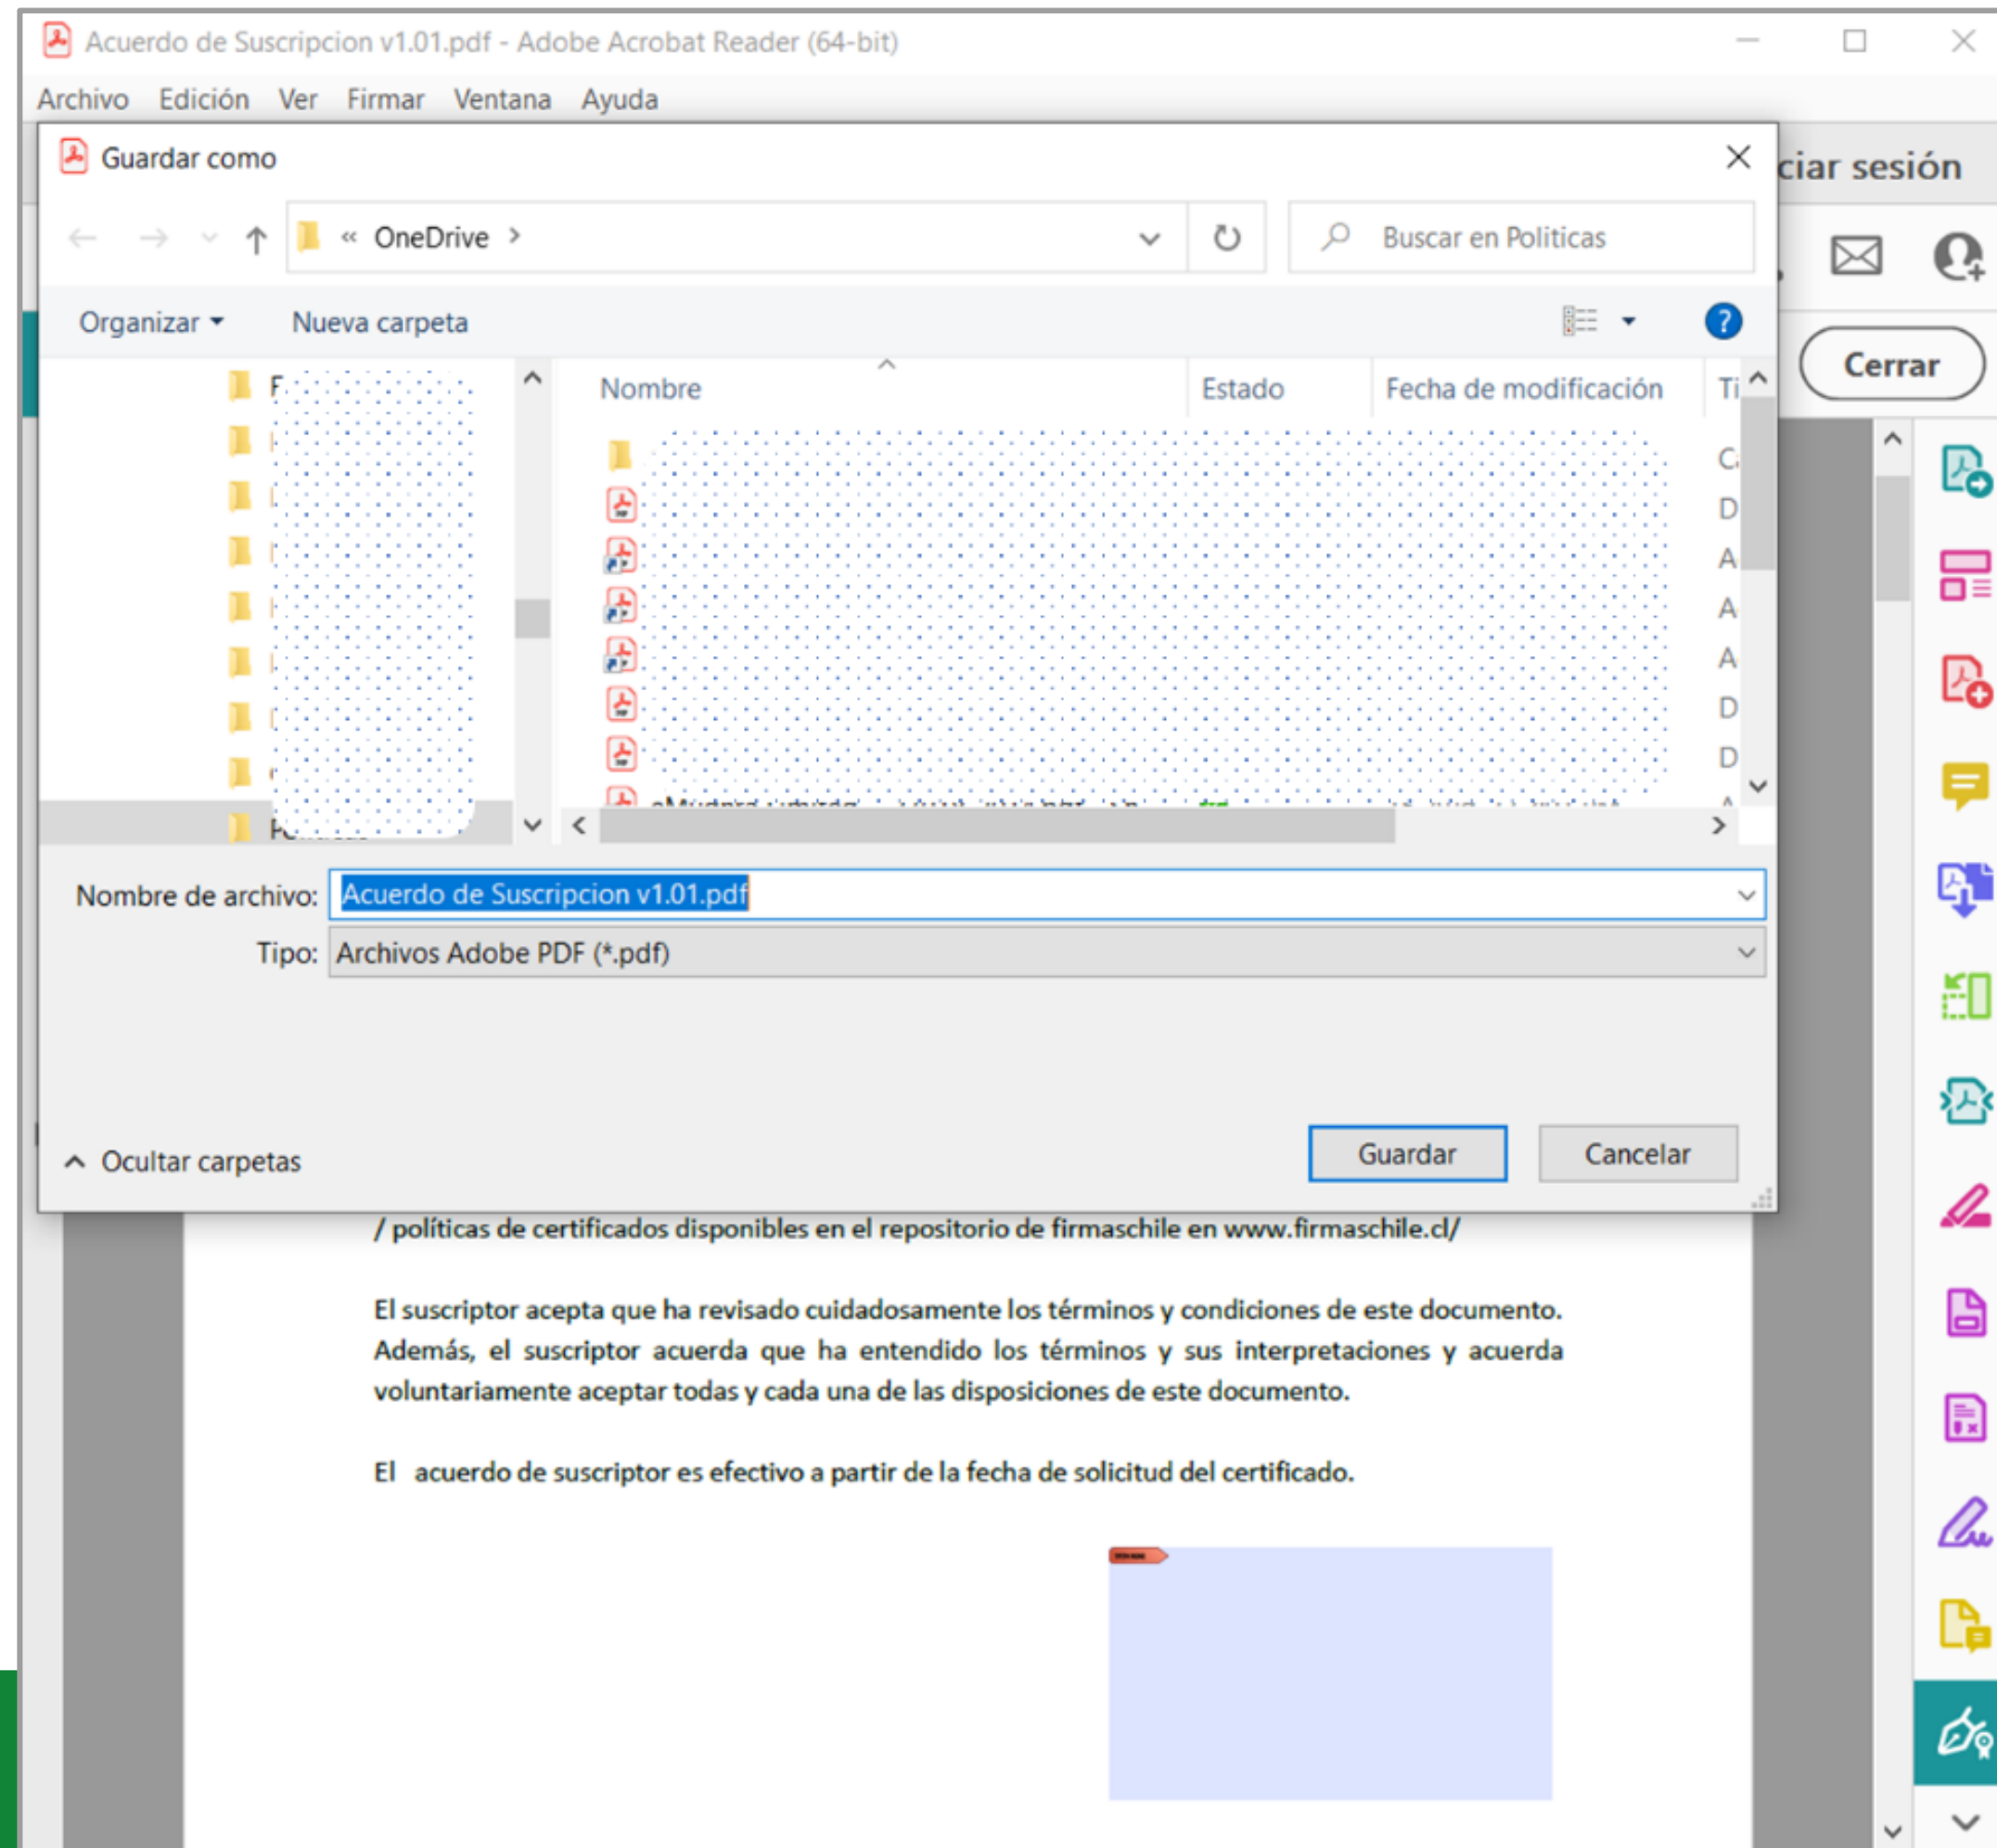 Acuerdo de Suscripcion v1.01.pdf - Adobe Acrobat Reader (64-bit)
Archivo Edición Ver Firmar Ventana Ayuda
Guardar como
ciar sesión
« OneDrive >
Buscar en Politicas
Organizar
Nueva carpeta
Cerrar
Nombre
Estado
Fecha de modificación
Ti
Nombre de archivo: Acuerdo de Suscripcion v1.01.pdf
Tipo: Archivos Adobe PDF (*.pdf)
Ocultar carpetas
Guardar
Cancelar
/ políticas de certificados disponibles en el repositorio de firmaschile en www.firmaschile.cl/
El suscriptor acepta que ha revisado cuidadosamente los términos y condiciones de este documento.
Además, el suscriptor acuerda que ha entendido los términos y sus interpretaciones y acuerda
voluntariamente aceptar todas y cada una de las disposiciones de este documento.
El acuerdo de suscriptor es efectivo a partir de la fecha de solicitud del certificado.